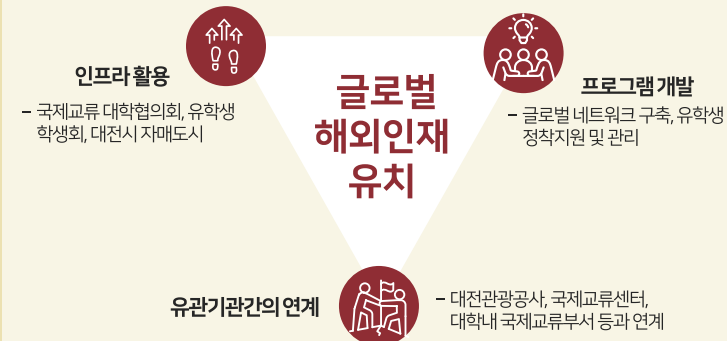 인프라 활용
– 국제교류 대학협의회, 유학생
학생회, 대전시 자매도시
글로벌
해외인재
유치
프로그램 개발
– 글로벌 네트워크 구축, 유학생
정착지원 및 관리
유관기관간의 연계
– 대전관광공사, 국제교류센터,
대학내 국제교류부서 등과 연계